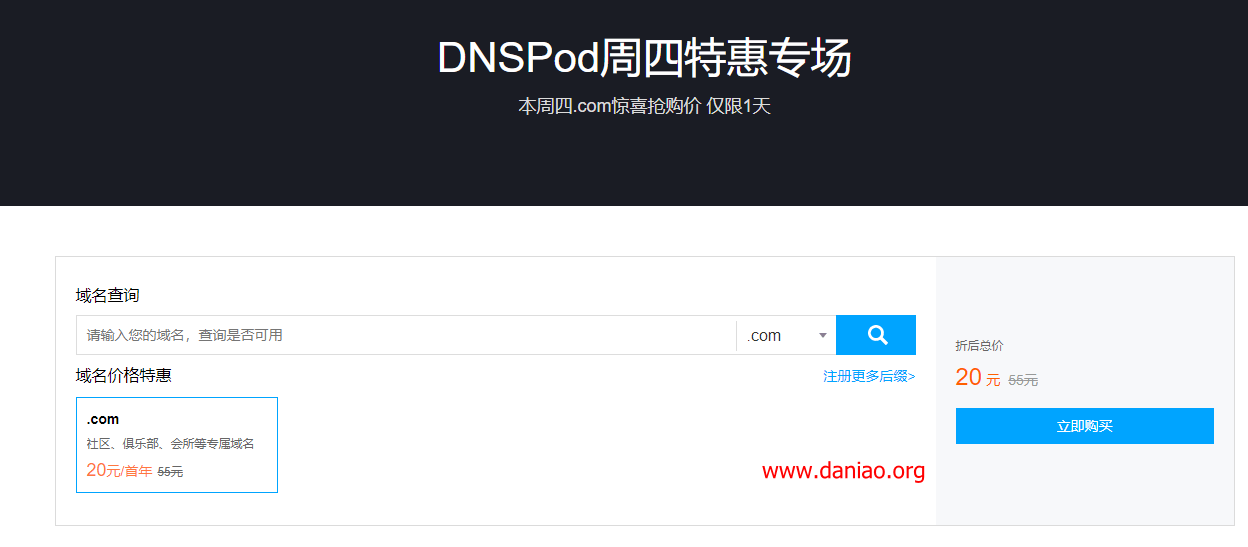 DNSPod周四特惠专场
本周四.com惊喜抢购价 仅限1天
域名查询
请输入您的域名，查询是否可用
.com
域名价格特惠
注册更多后缀>
.com
社区、俱乐部、会所等专属域名
20元/首年 55元
www.daniao.org
折后总价
20 元 55元
立即购买